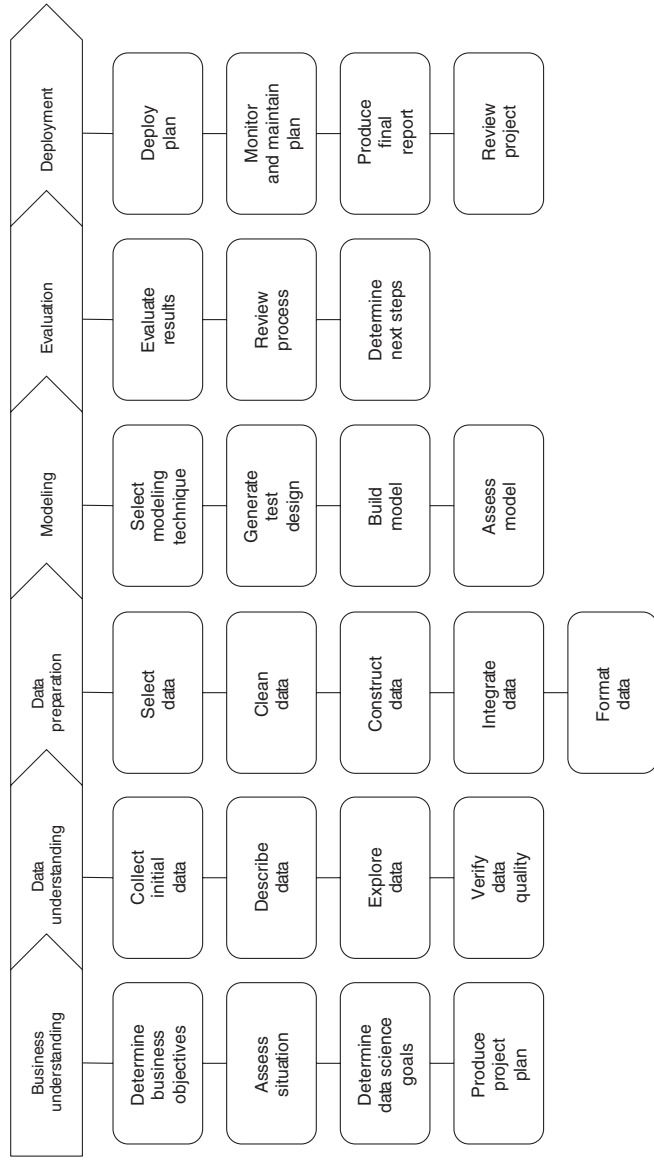 Business
understanding
Data
understanding
Data
preparation
Modeling
Evaluation
Deployment
Determine
business
objectives
Assess
situation
Determine
data science
goals
Produce
project
plan
Collect
initial
data
Describe
data
Explore
data
Verify
data
quality
Select
data
Clean
data
Construct
data
Integrate
data
Format
data
Select
modeling
technique
Generate
test
design
Build
model
Assess
model
Evaluate
results
Review
process
Determine
next steps
Deploy
plan
Monitor
and maintain
plan
Produce
final
report
Review
project